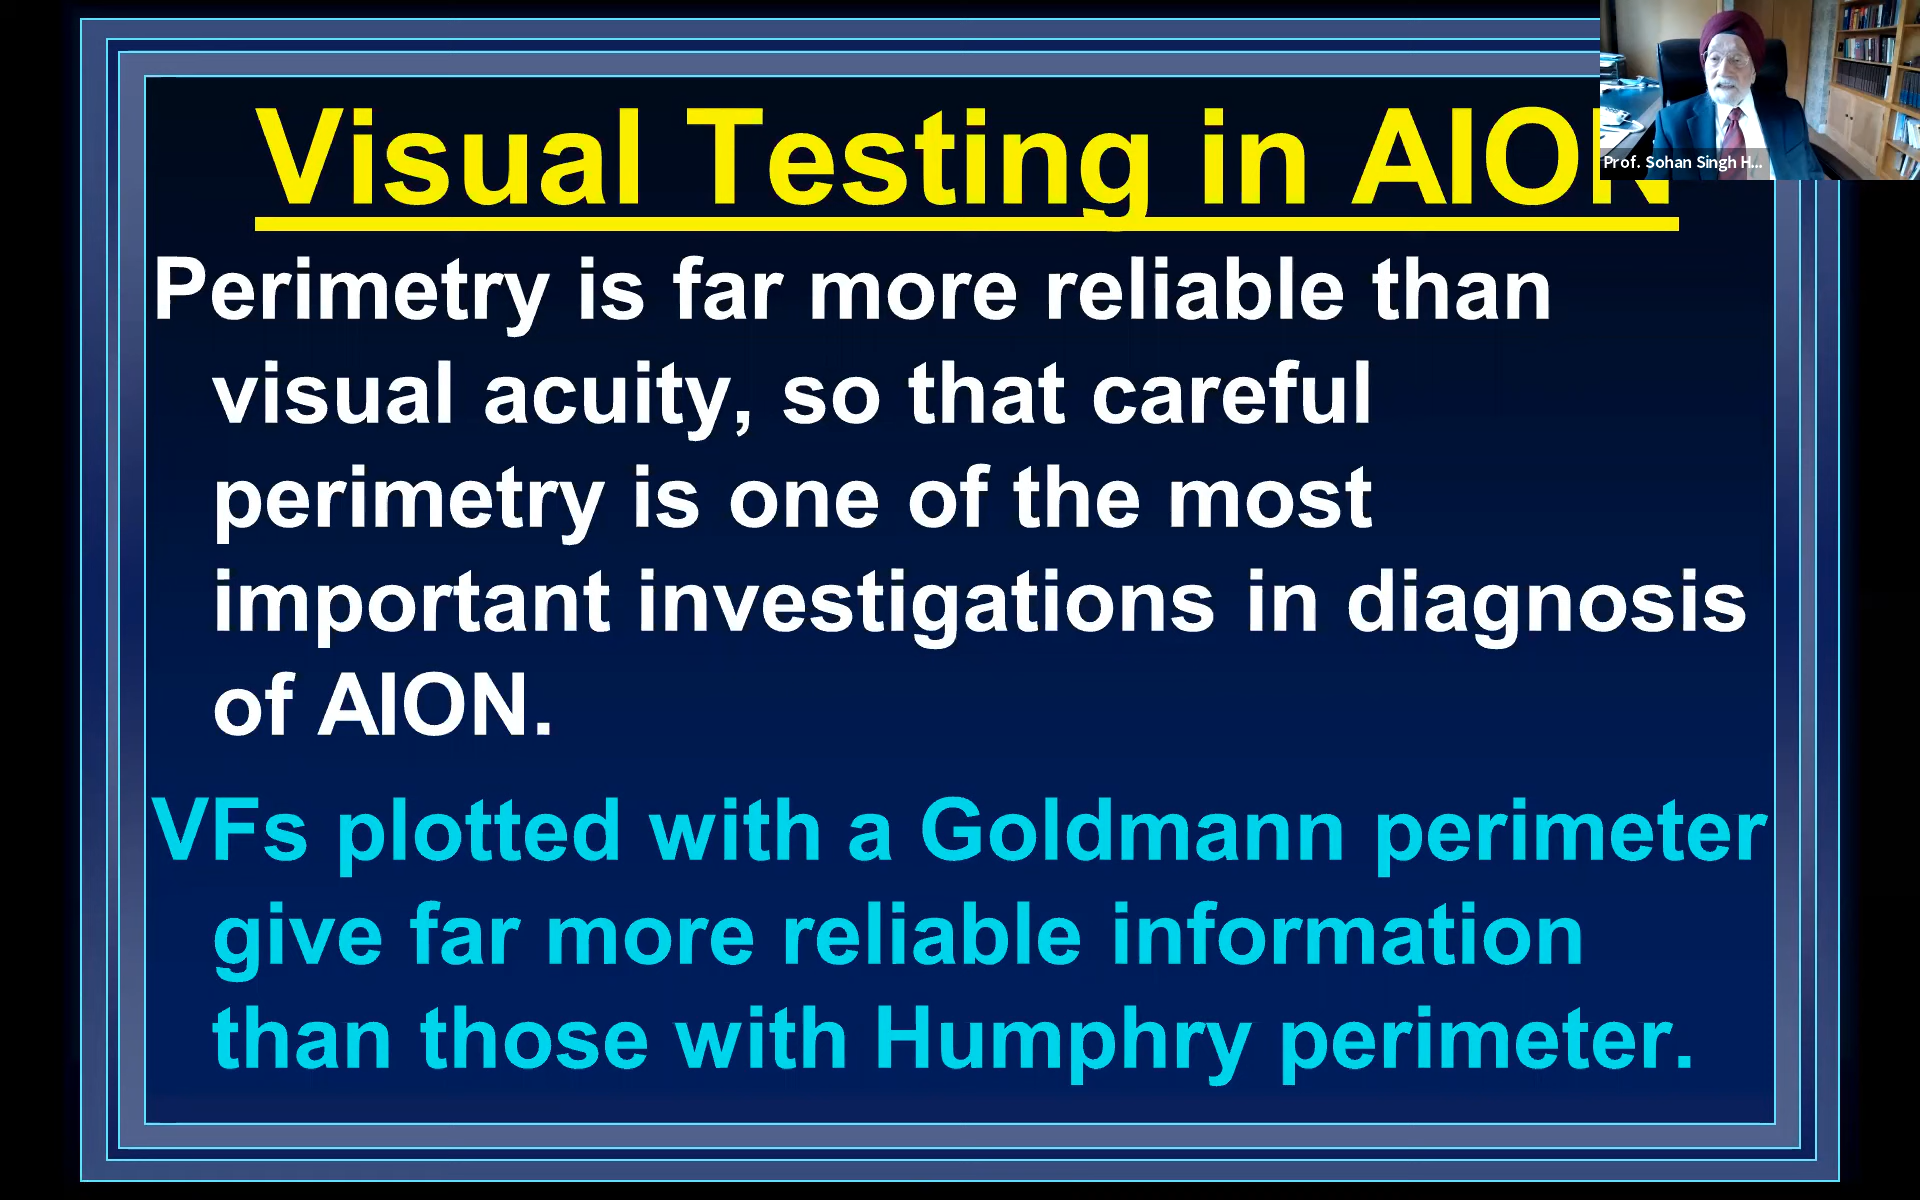 Visual Testing in AION
Perimetry is far more reliable than
visual acuity, so that careful
perimetry is one of the most
important investigations in diagnosis
of AION.
VFs plotted with a Goldmann perimeter
give far more reliable information
than those with Humphry perimeter.
Prof. Sohan Singh H...